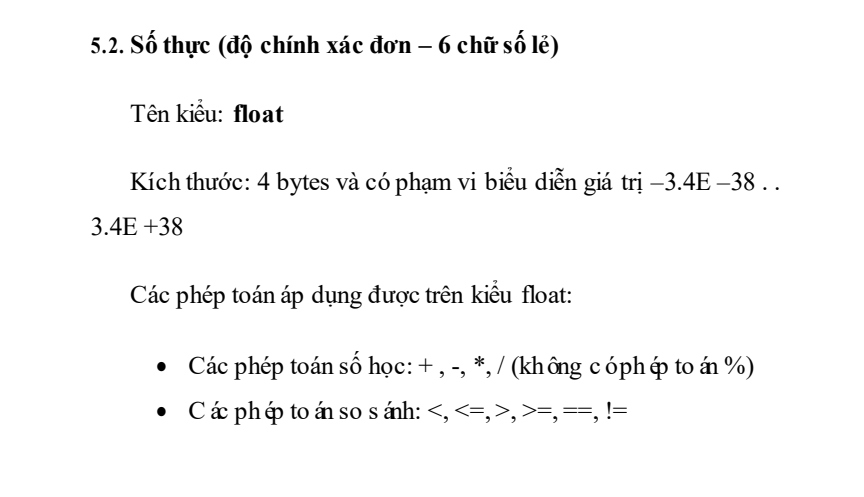 5.2. Số thực (độ chính xác đơn – 6 chữ số lẻ)
Tên kiểu: float
Kích thước: 4 bytes và có phạm vi biểu diễn giá trị –3.4E –38 . .
3.4E +38
Các phép toán áp dụng được trên kiểu float:
• Các phép toán số học: + , -, *, / (không có phép toán %)
• Các phép toán so sánh: <, <=, >, >=, ==, !=